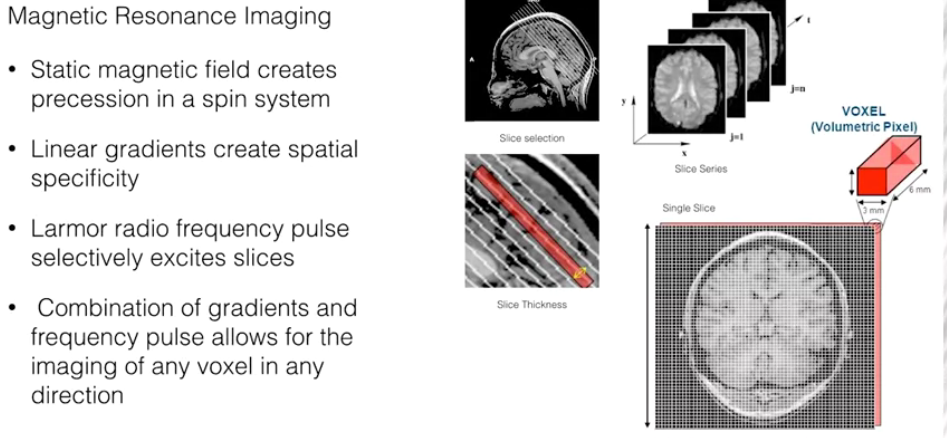 Magnetic Resonance Imaging
• Static magnetic field creates
precession in a spin system
• Linear gradients create spatial
specificity
• Larmor radio frequency pulse
selectively excites slices
• Combination of gradients and
frequency pulse allows for the
imaging of any voxel in any
direction
A
Slice selection
Slice Thickness
t
y
x
j=1
j=n
Slice Series
VOXEL
(Volumetric Pixel)
6 mm
3 mm
Single Slice